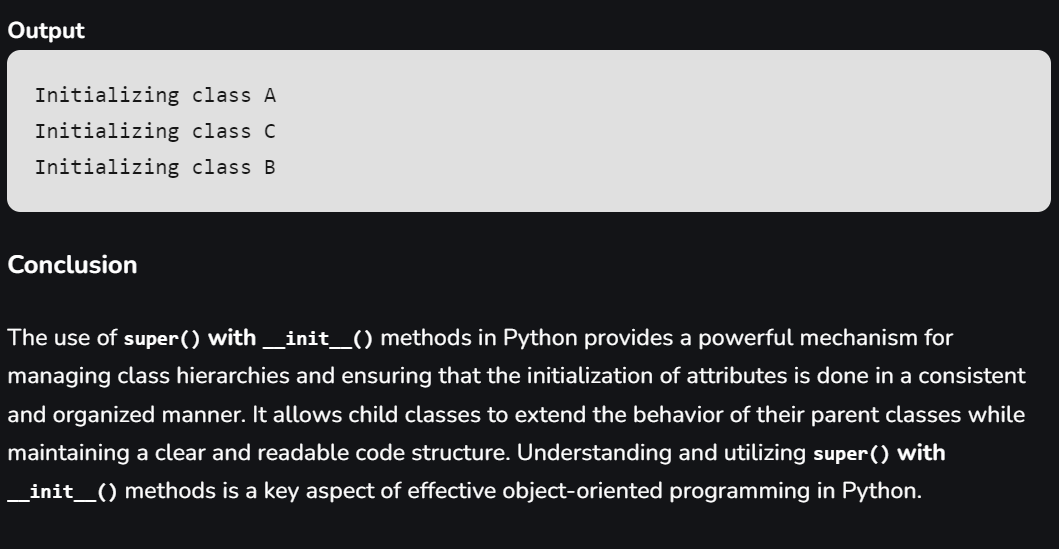 Output
Initializing class A
Initializing class C
Initializing class B
Conclusion
The use of super() with __init__() methods in Python provides a powerful mechanism for
managing class hierarchies and ensuring that the initialization of attributes is done in a consistent
and organized manner. It allows child classes to extend the behavior of their parent classes while
maintaining a clear and readable code structure. Understanding and utilizing super() with
__init__() methods is a key aspect of effective object-oriented programming in Python.